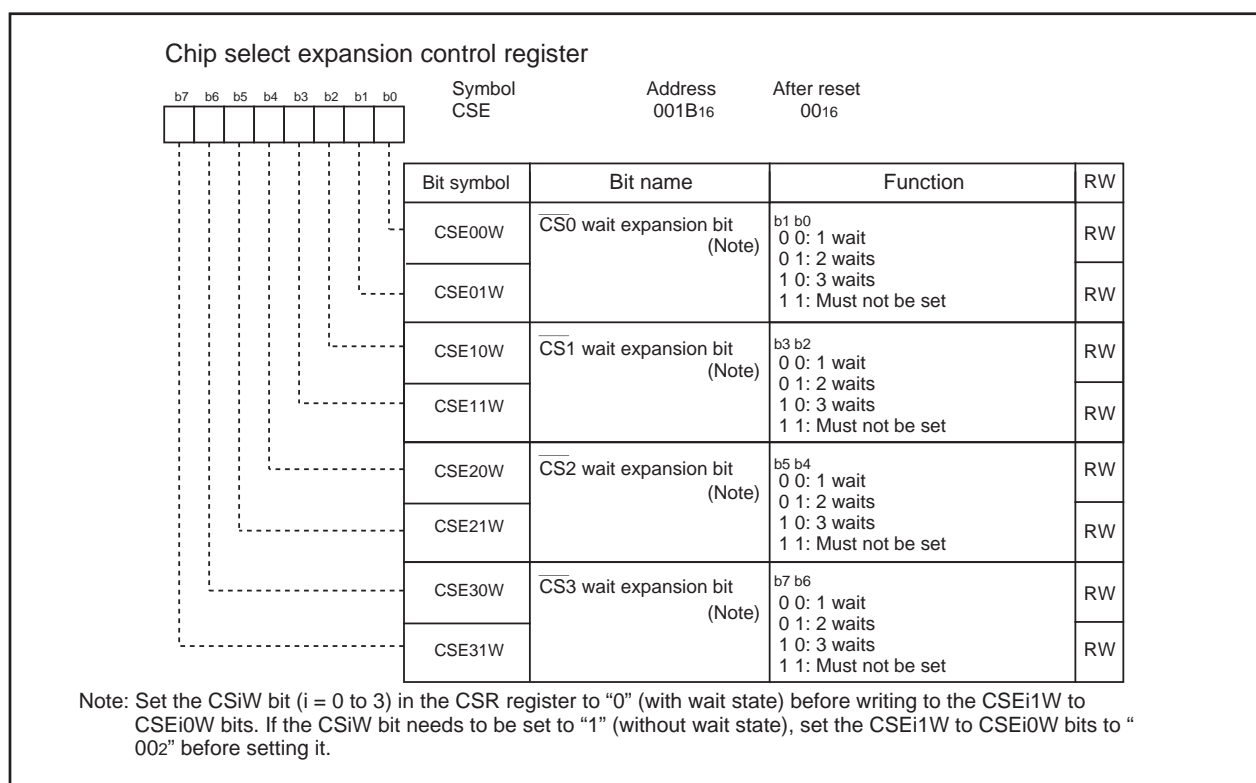 Chip select expansion control register
b7 b6 b5 b4 b3 b2 b1 b0
Symbol Address After reset
CSE 001B16 0016
Bit symbol Bit name Function RW
CSE00W CS0 wait expansion bit (Note) b1 b0
0 0: 1 wait
0 1: 2 waits
1 0: 3 waits
1 1: Must not be set RW
CSE01W RW
CSE10W CS1 wait expansion bit (Note) b3 b2
0 0: 1 wait
0 1: 2 waits
1 0: 3 waits
1 1: Must not be set RW
CSE11W RW
CSE20W CS2 wait expansion bit (Note) b5 b4
0 0: 1 wait
0 1: 2 waits
1 0: 3 waits
1 1: Must not be set RW
CSE21W RW
CSE30W CS3 wait expansion bit (Note) b7 b6
0 0: 1 wait
0 1: 2 waits
1 0: 3 waits
1 1: Must not be set RW
CSE31W RW
Note: Set the CSiW bit (i = 0 to 3) in the CSR register to “0” (with wait state) before writing to the CSEi1W to
CSEi0W bits. If the CSiW bit needs to be set to “1” (without wait state), set the CSEi1W to CSEi0W bits to “
002” before setting it.